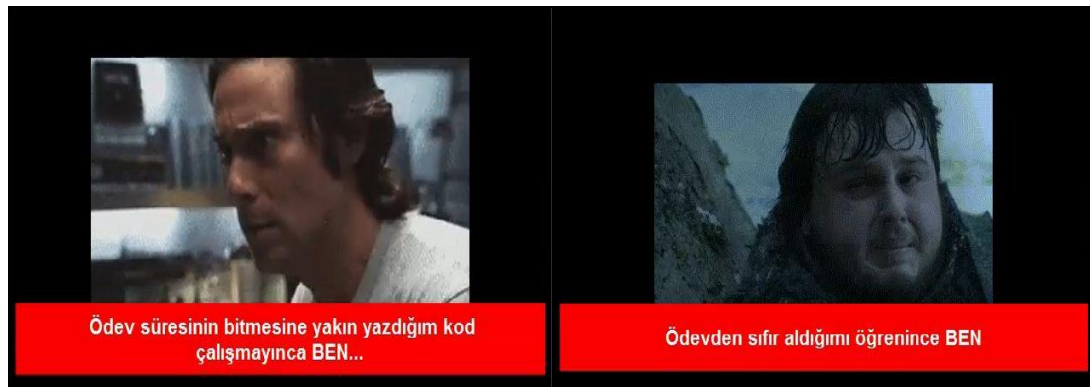 Ödev süresinin bitmesine yakın yazdığım kod
çalışmayınca BEN...
Ödevden sıfır aldığımı öğrenince BEN